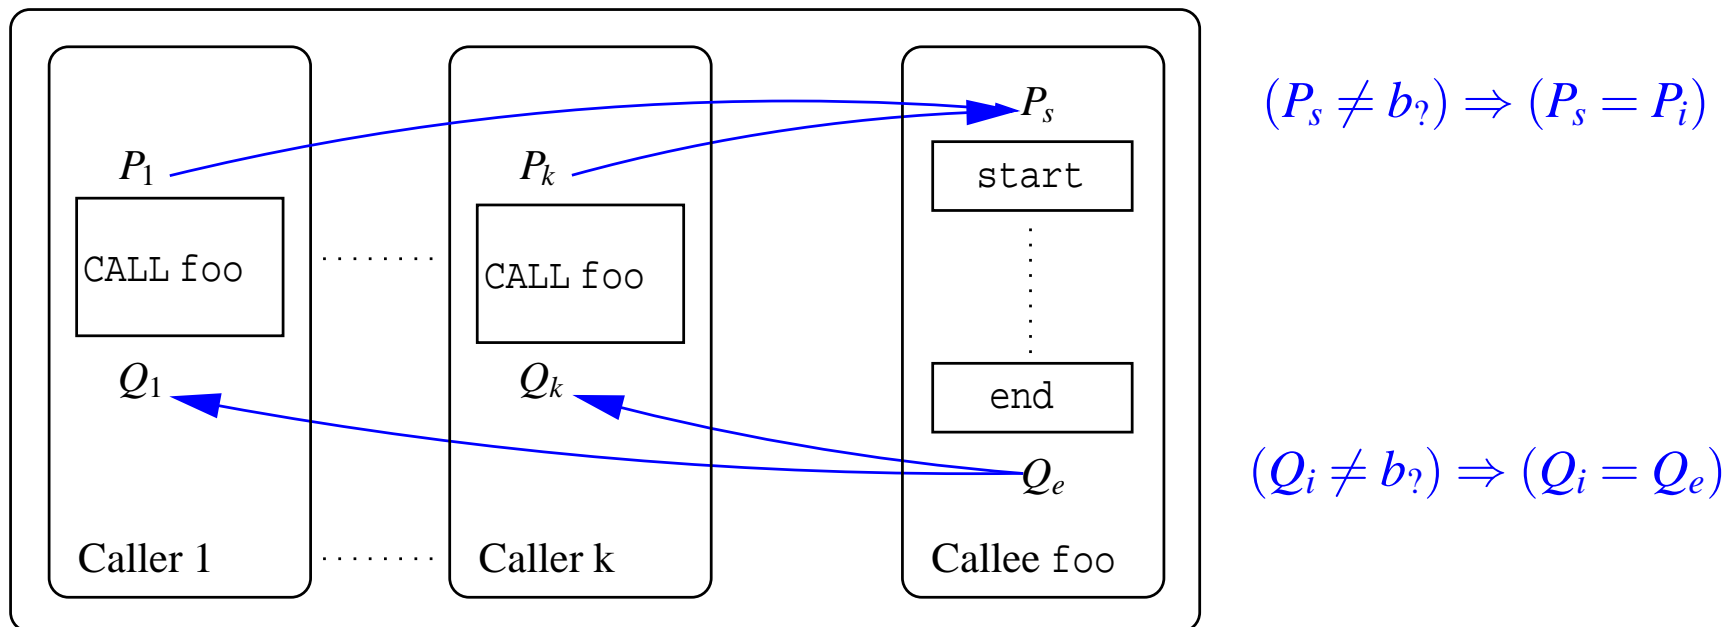 P_s
(P_s ≠ b_?) ⇒ (P_s = P_i)
P_1
P_k
start
CALL foo
CALL foo
Q_1
Q_k
end
Q_e
(Q_i ≠ b_?) ⇒ (Q_i = Q_e)
Caller 1
Caller k
Callee foo